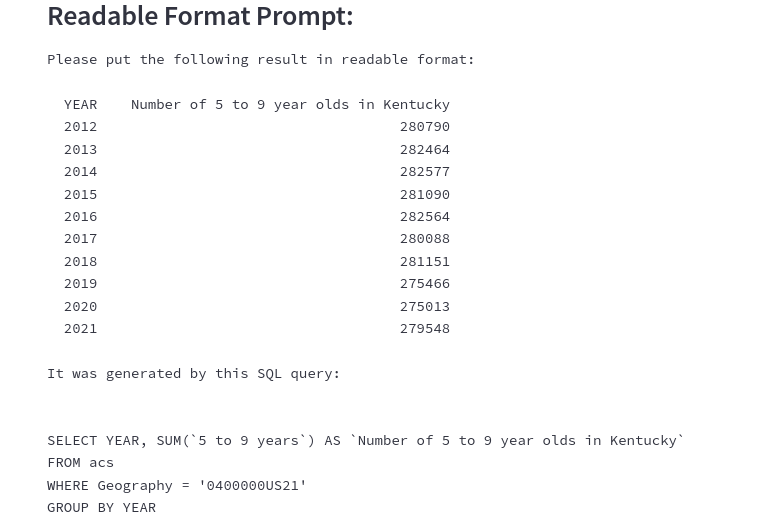 Readable Format Prompt:
Please put the following result in readable format:
YEAR    Number of 5 to 9 year olds in Kentucky
2012                                    280790
2013                                    282464
2014                                    282577
2015                                    281090
2016                                    282564
2017                                    280088
2018                                    281151
2019                                    275466
2020                                    275013
2021                                    279548
It was generated by this SQL query:
SELECT YEAR, SUM(`5 to 9 years`) AS `Number of 5 to 9 year olds in Kentucky`
FROM acs
WHERE Geography = '0400000US21'
GROUP BY YEAR